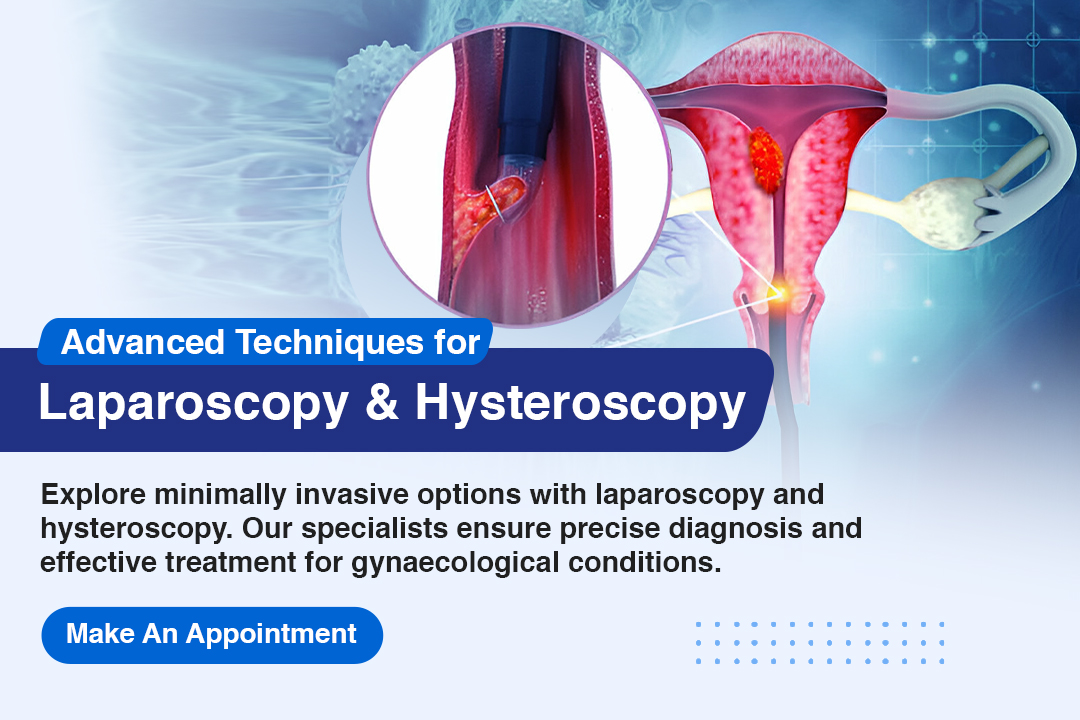 Advanced Techniques for
Laparoscopy & Hysteroscopy
Explore minimally invasive options with laparoscopy and
hysteroscopy. Our specialists ensure precise diagnosis and
effective treatment for gynaecological conditions.
Make An Appointment